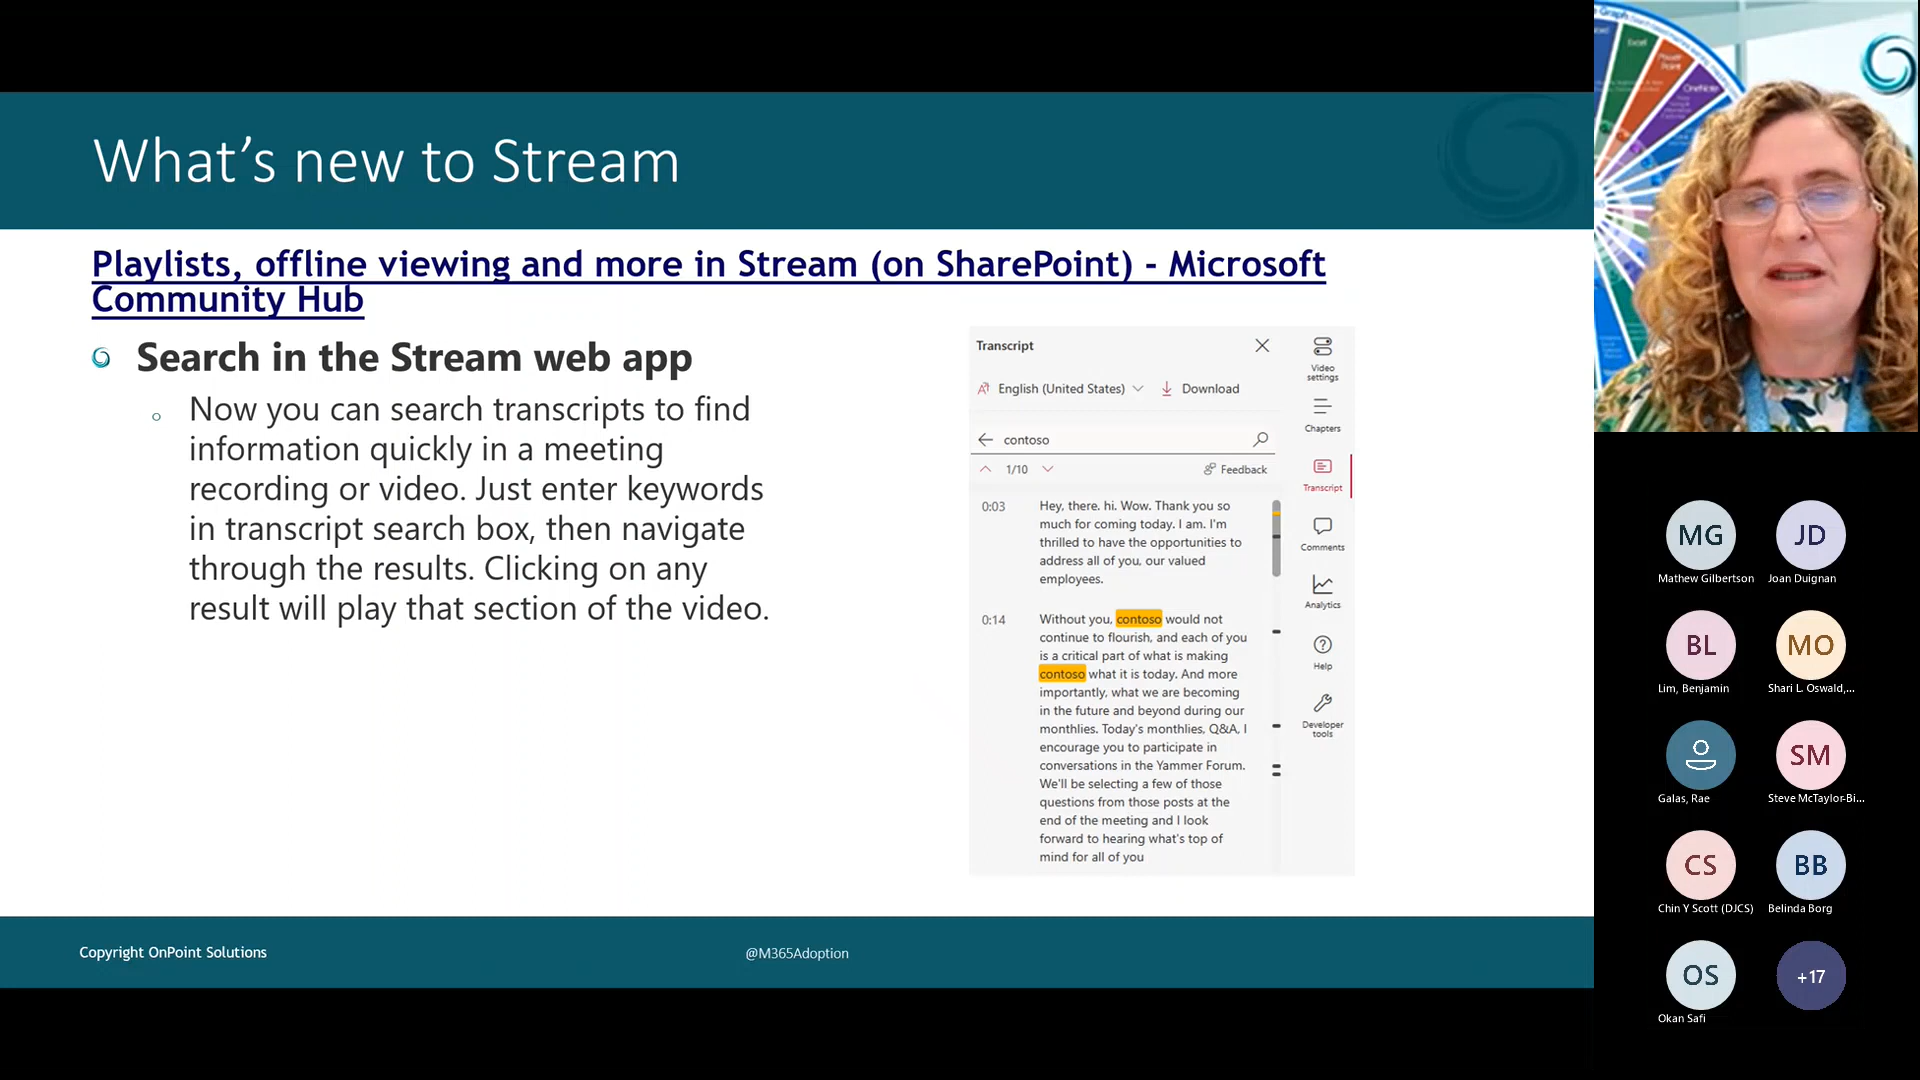 What's new to Stream
Playlists, offline viewing and more in Stream (on SharePoint) - Microsoft
Community Hub
Search in the Stream web app
Now you can search transcripts to find
information quickly in a meeting
recording or video. Just enter keywords
in transcript search box, then navigate
through the results. Clicking on any
result will play that section of the video.
Transcript
English (United States)
Download
contoso
1/10
Feedback
0:03
Hey, there. hi. Wow. Thank you so
much for coming today. I am. I'm
thrilled to have the opportunities to
address all of you, our valued
employees.
0:14
Without you, contoso would not
continue to flourish, and each of you
is a critical part of what is making
contoso what it is today. And more
importantly, what we are becoming
in the future and beyond during our
monthlies. Today's monthlies, Q&A, I
encourage you to participate in
conversations in the Yammer Forum.
We'll be selecting a few of those
questions from those posts at the
end of the meeting and I look
forward to hearing what's top of
mind for all of you
Video
settings
Chapters
Transcript
Comments
Analytics
Help
Developer
tools
Copyright OnPoint Solutions
@M365Adoption
Graph
Excel
Power
Point
OneNote
MG
Mathew Gilbertson
JD
Joan Duignan
BL
Lim, Benjamin
MO
Shari L. Oswald,...
Galas, Rae
SM
Steve McTaylor-Bi...
CS
Chin Y Scott (DJCS)
BB
Belinda Borg
OS
Okan Safi
+17